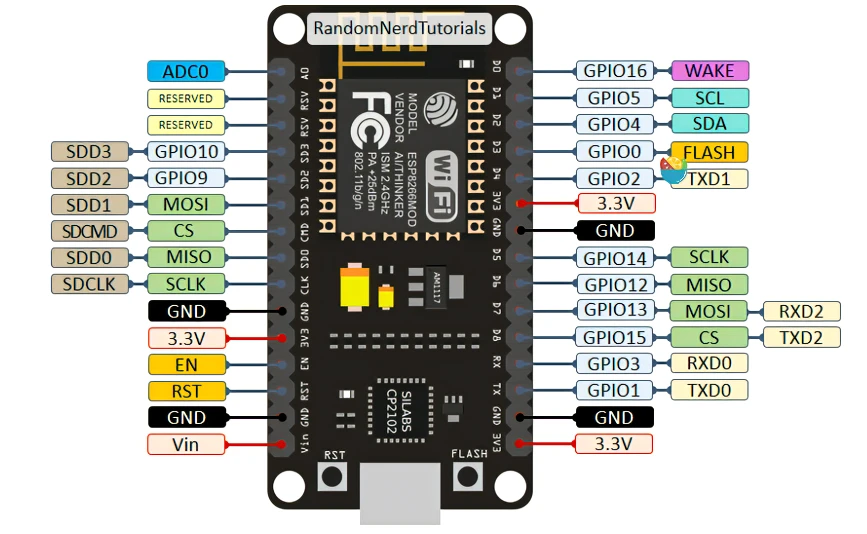 RandomNerdTutorials
ADC0
RESERVED
RESERVED
SDD3 GPIO10
SDD2 GPIO9
SDD1 MOSI
SDCMD CS
SDD0 MISO
SDCLK SCLK
GND
3.3V
EN
RST
GND
Vin
A0
RSV
RSV
SD3
SD2
SD1
CMD
SD0
CLK
GND
3V3
EN
RST
GND
Vin
MODEL
VENDOR
ESP8266MOD
AITHINKER
ISM 2.4GHz
PA +25dBm
802.11b/g/n
FC
WiFi
AM1117
SILABS
CP2102
RST
FLASH
D0
D1
D2
D3
D4
3V3
GND
D5
D6
D7
D8
RX
TX
GND
3V3
GPIO16 WAKE
GPIO5 SCL
GPIO4 SDA
GPIO0 FLASH
GPIO2 TXD1
3.3V
GND
GPIO14 SCLK
GPIO12 MISO
GPIO13 MOSI RXD2
GPIO15 CS TXD2
GPIO3 RXD0
GPIO1 TXD0
GND
3.3V